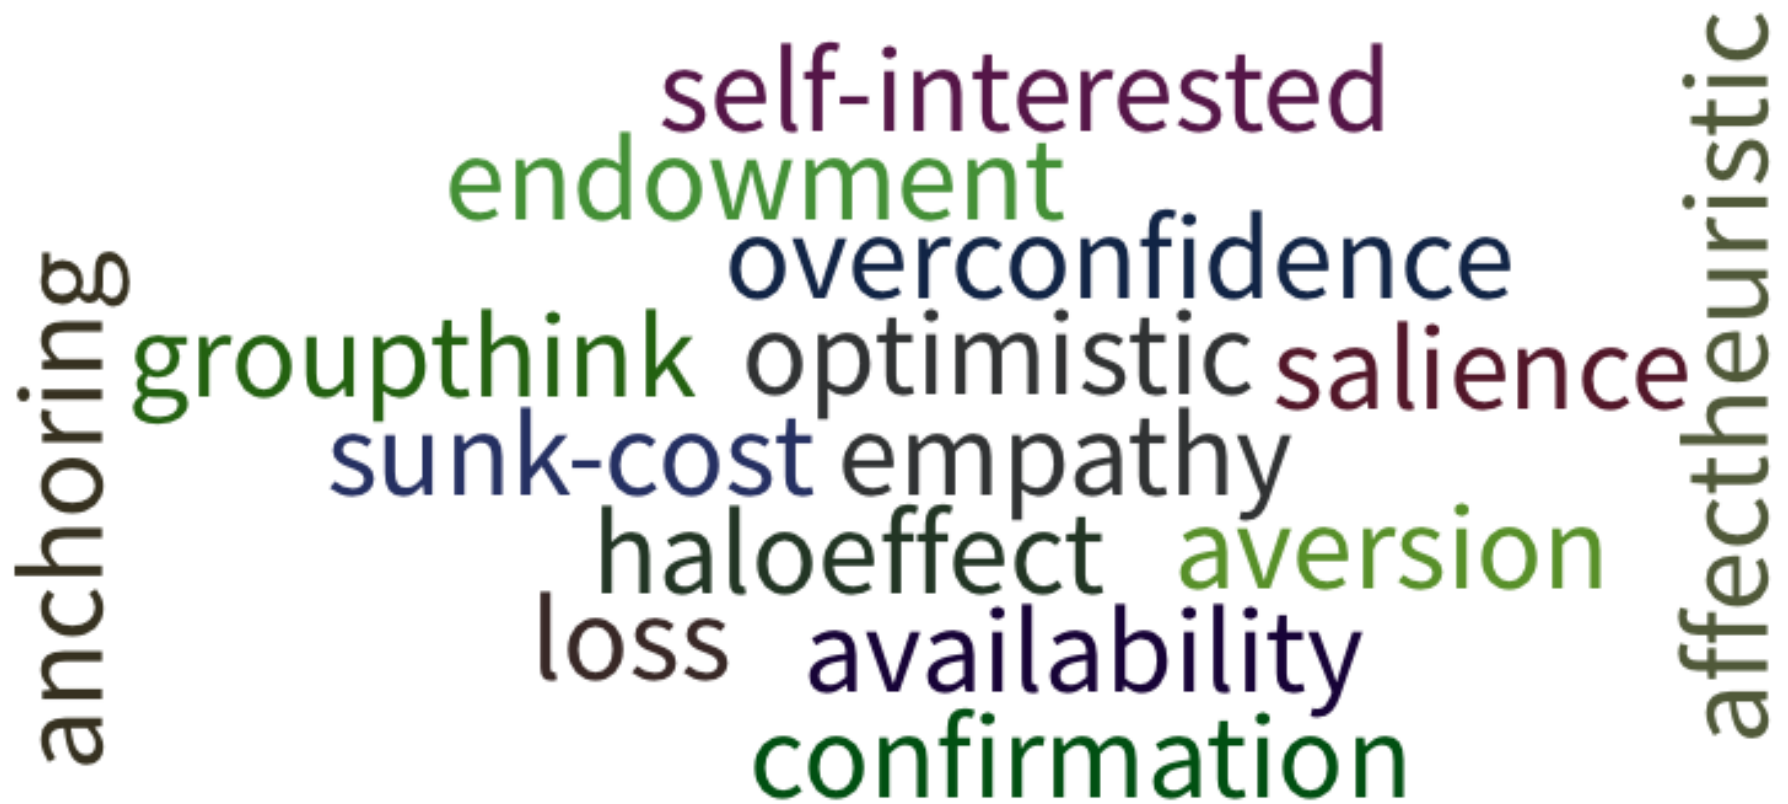 self-interested
endowment
overconfidence
anchoring
groupthink optimistic salience
affectheuristic
sunk-cost empathy
haloeffect aversion
loss availability
confirmation